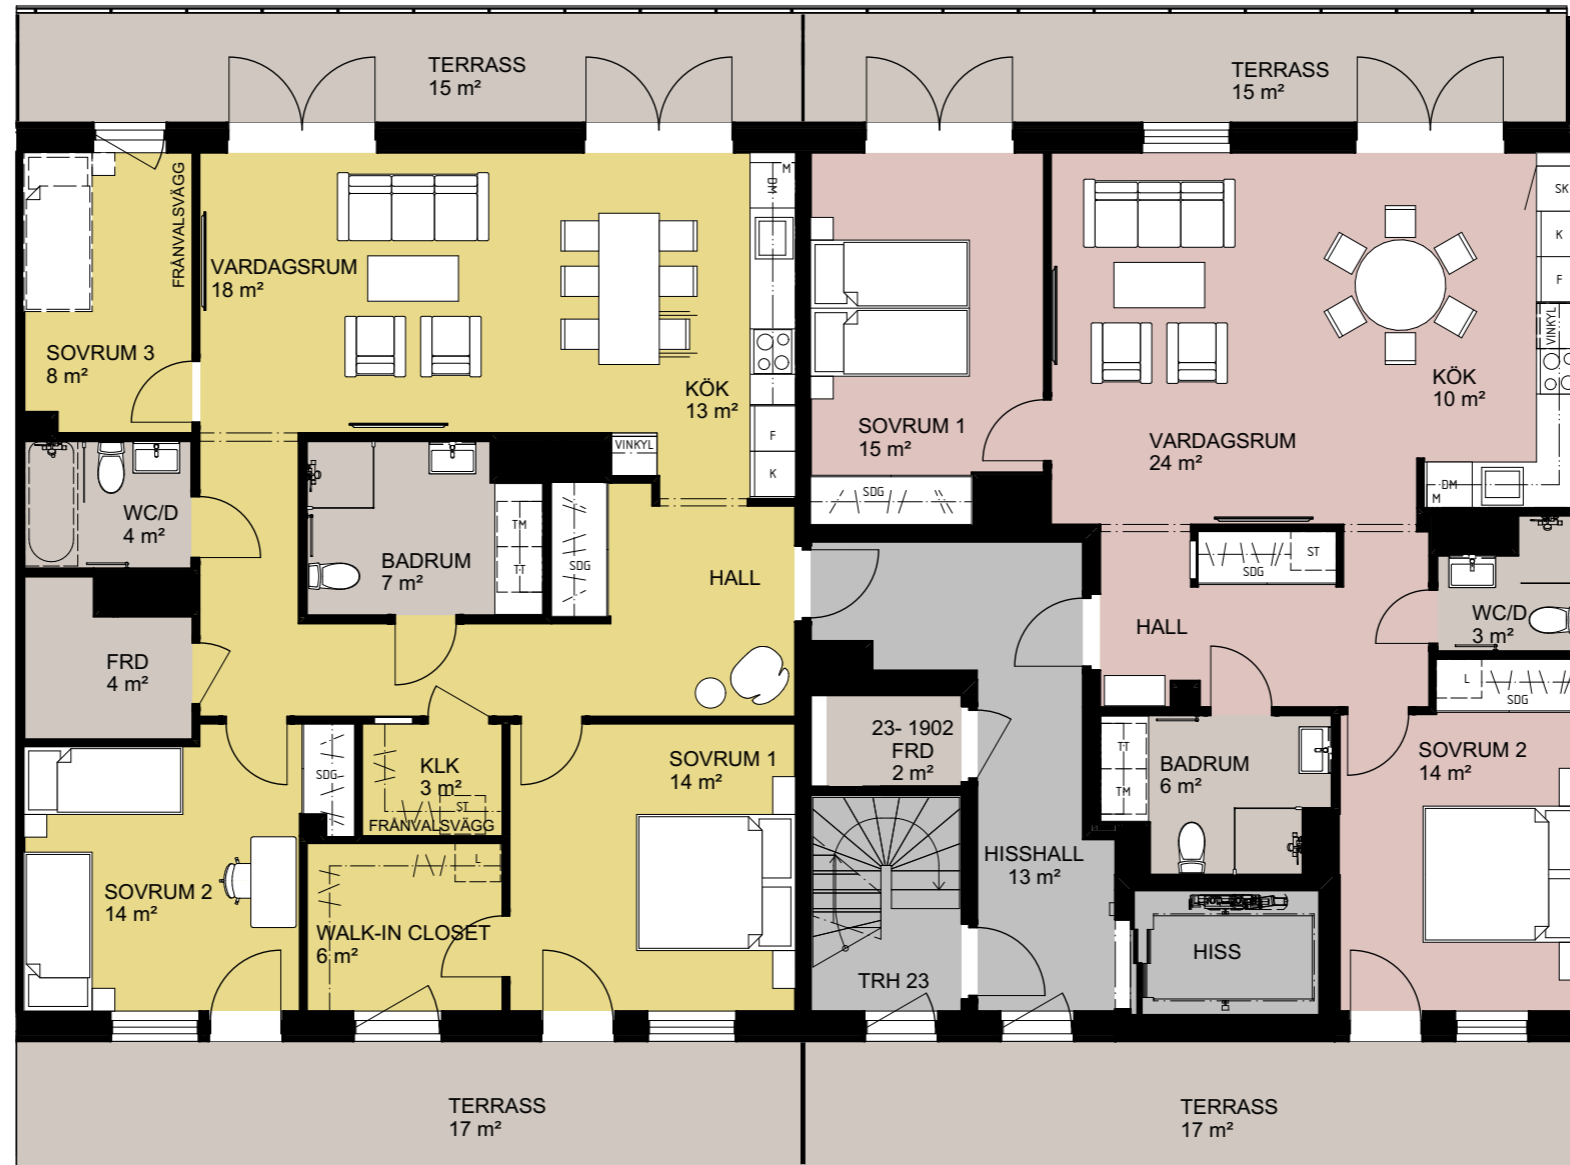 TERRASS
15 m²
TERRASS
15 m²
FRÅNVALSVÄGG
M
DM
SK
K
F
VINKYL
VARDAGSRUM
18 m²
SOVRUM 3
8 m²
KÖK
13 m²
F
K
VINKYL
SOVRUM 1
15 m²
SDG
VARDAGSRUM
24 m²
KÖK
10 m²
DM
M
WC/D
4 m²
BADRUM
7 m²
TM
TT
SDG
HALL
SDG
ST
HALL
WC/D
3 m²
L
SDG
FRD
4 m²
23- 1902
FRD
2 m²
SDG
KLK
3 m²
ST
FRÅNVALSVÄGG
SOVRUM 1
14 m²
TT
TM
BADRUM
6 m²
SOVRUM 2
14 m²
SOVRUM 2
14 m²
L
WALK-IN CLOSET
6 m²
HISSHALL
13 m²
TRH 23
HISS
TERRASS
17 m²
TERRASS
17 m²